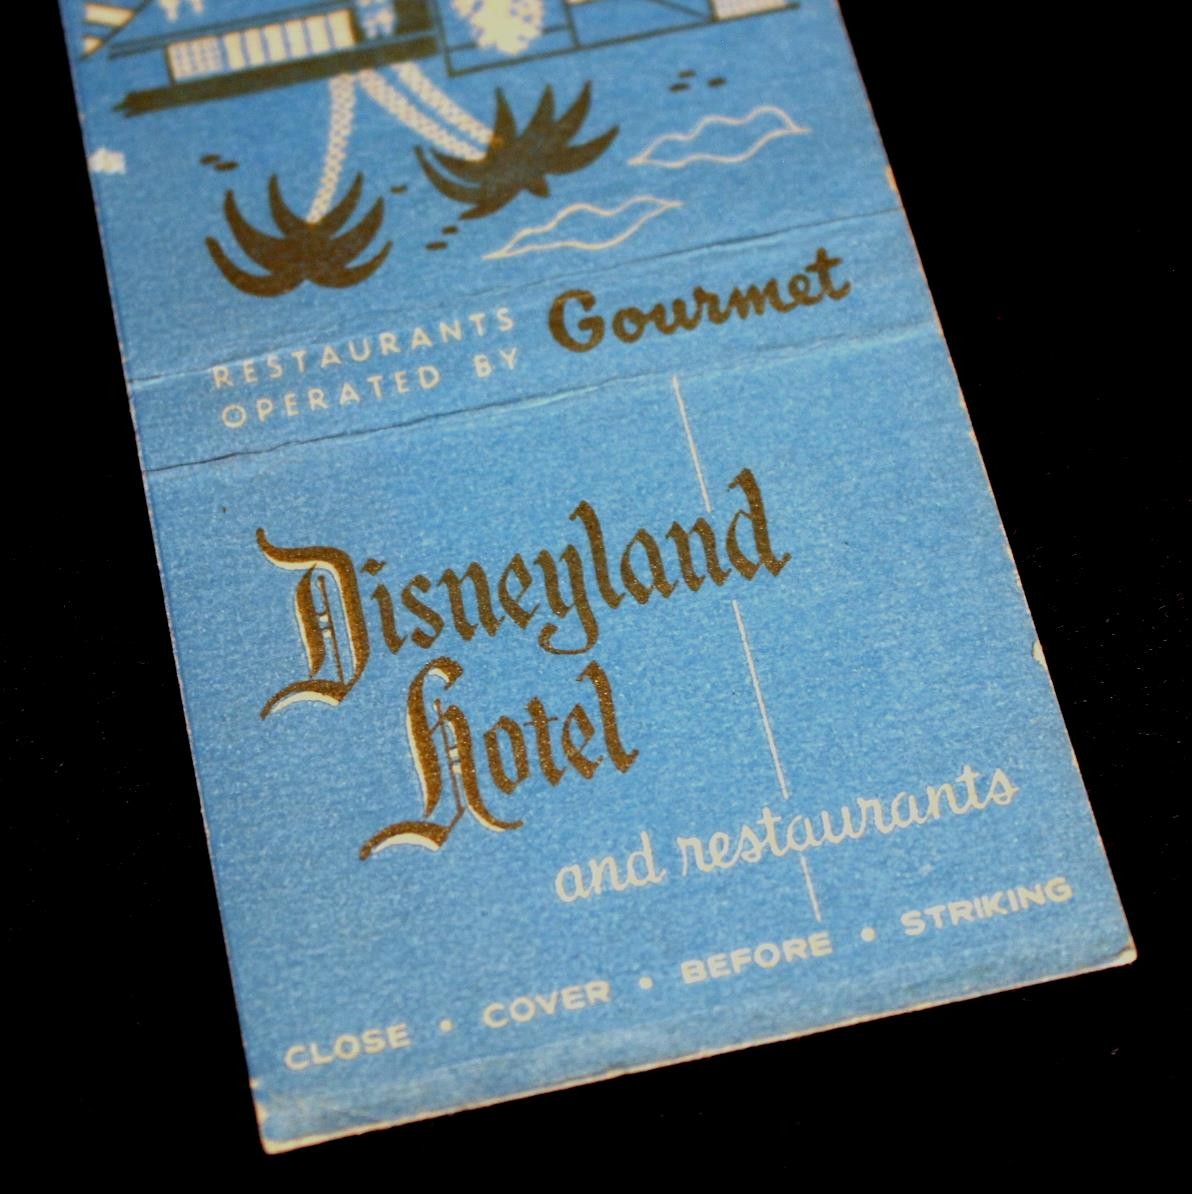 RESTAURANTS
OPERATED BY Gourmet
Disneyland
Hotel
and restaurants
CLOSE • COVER • BEFORE • STRIKING